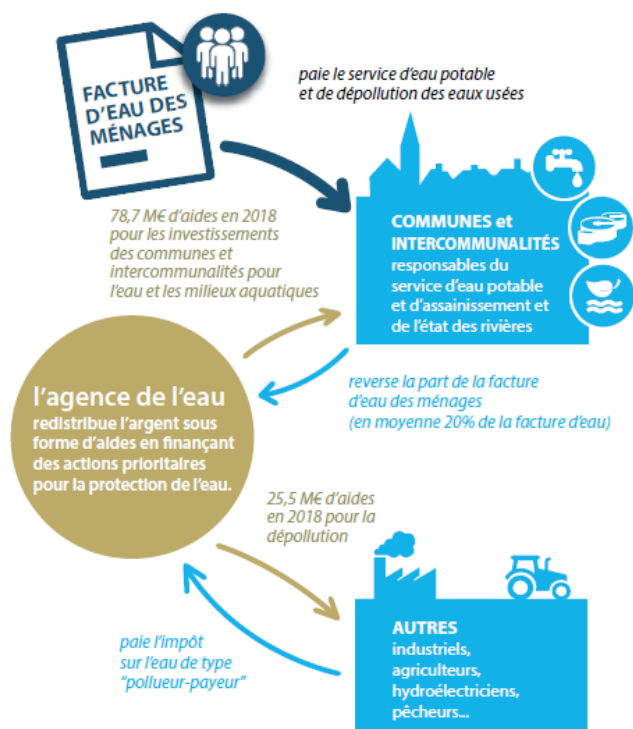 FACTURE
D'EAU DES
MÉNAGES
paie le service d'eau potable
et de dépollution des eaux usées
78,7 M€ d'aides en 2018
pour les investissements
des communes et
intercommunalités pour
l'eau et les milieux aquatiques
COMMUNES et
INTERCOMMUNALITÉS
responsables du
service d'eau potable
et d'assainissement et
de l'état des rivières
l'agence de l'eau
redistribue l'argent sous
forme d'aides en finançant
des actions prioritaires
pour la protection de l'eau.
reverse la part de la facture
d'eau des ménages
(en moyenne 20% de la facture d'eau)
25,5 M€ d'aides
en 2018 pour la
dépollution
paie l'impôt
sur l'eau de type
"pollueur-payeur"
AUTRES
industriels,
agriculteurs,
hydroélectriciens,
pêcheurs...